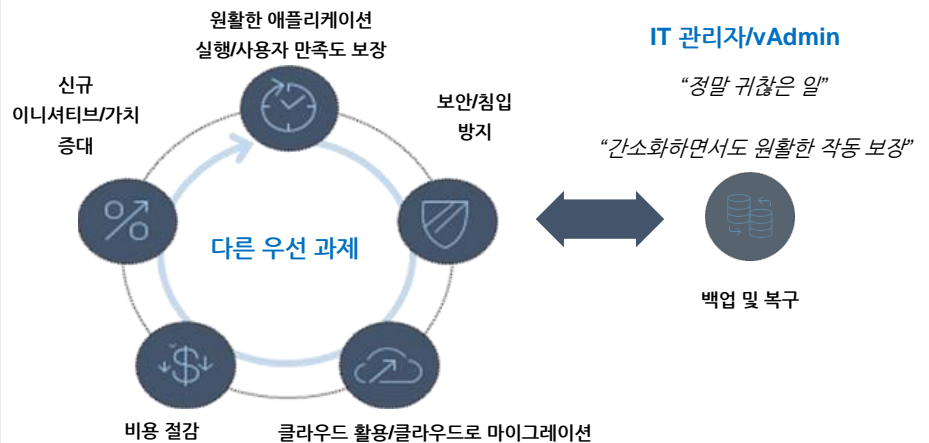 원활한 애플리케이션
실행/사용자 만족도 보장
신규
이니셔티브/가치
증대
보안/침입
방지
다른 우선 과제
비용 절감
클라우드 활용/클라우드로 마이그레이션
IT 관리자/vAdmin
“정말 귀찮은 일”
“간소화하면서도 원활한 작동 보장”
백업 및 복구